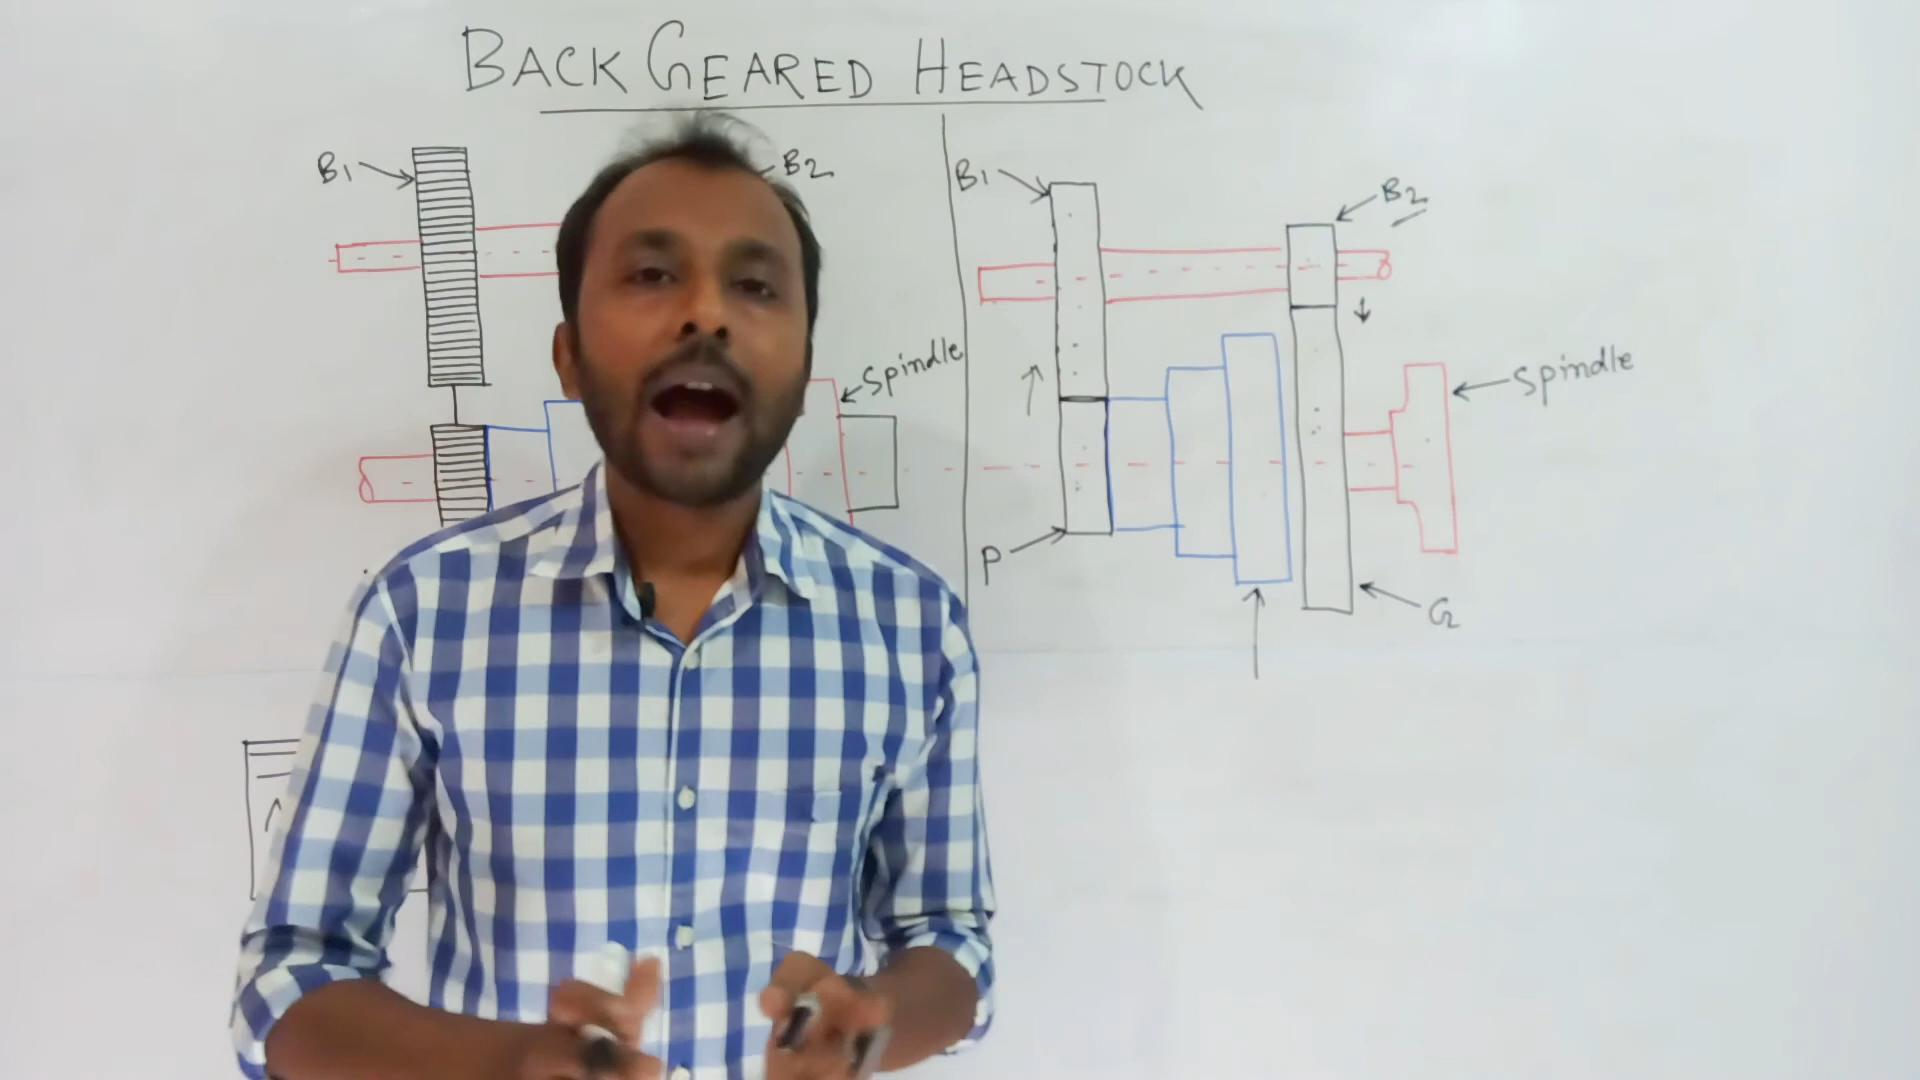 BACK GEARED HEADSTOCK
B1
B2
Spindle
B1
B2
Spindle
P
G2